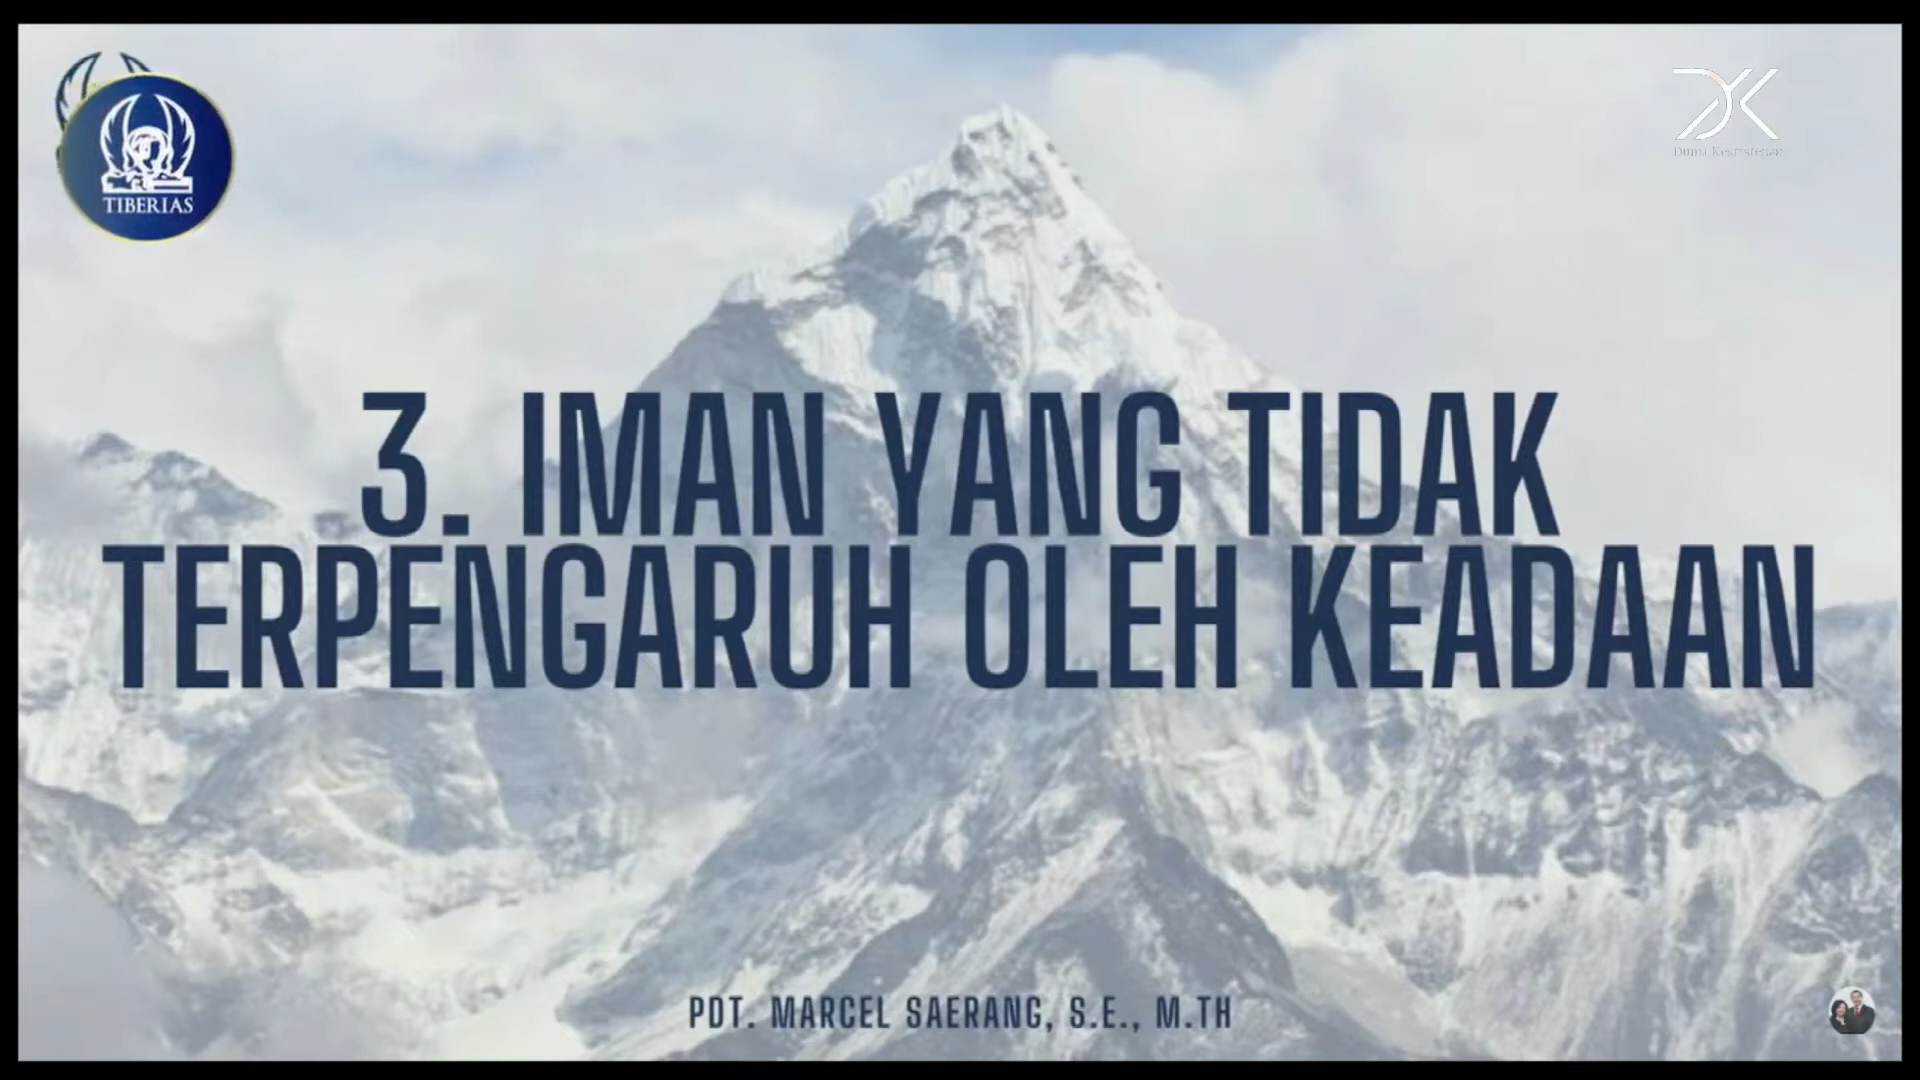 TIBERIAS
3. IMAN YANG TIDAK
TERPENGARUH OLEH KEADAAN
PDT. MARCEL SAERANG, S.E., M.TH